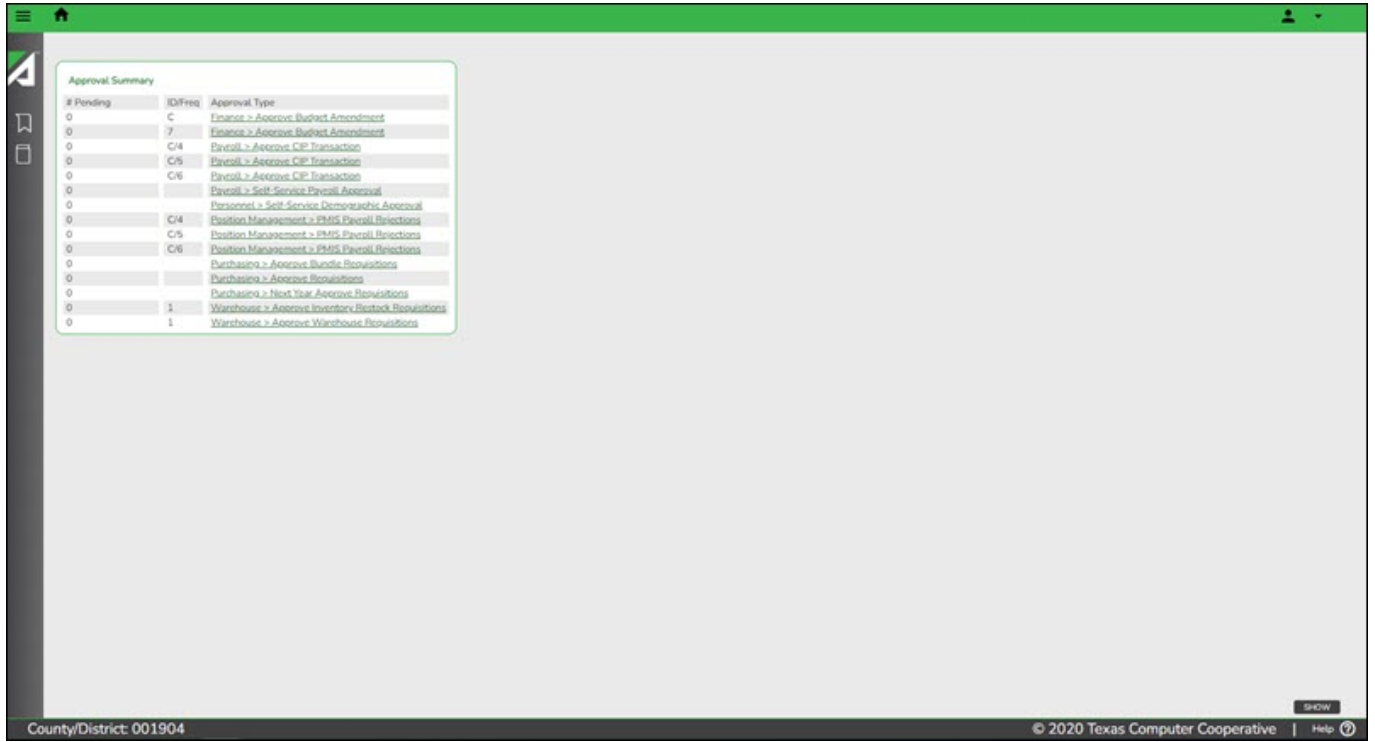 Approval Summary
# Pending ID/Freq Approval Type
0 C Finance > Approve Budget Amendment
0 7 Finance > Approve Budget Amendment
0 C/4 Payroll > Approve CIP Transaction
0 C/5 Payroll > Approve CIP Transaction
0 C/6 Payroll > Approve CIP Transaction
0 Payroll > Self-Service Payroll Approval
0 Personnel > Self-Service Demographic Approval
0 C/4 Position Management > PMIS Payroll Rejections
0 C/5 Position Management > PMIS Payroll Rejections
0 C/6 Position Management > PMIS Payroll Rejections
0 Purchasing > Approve Bundle Requisitions
0 Purchasing > Approve Requisitions
0 Purchasing > Next Year Approve Requisitions
0 1 Warehouse > Approve Inventory Restock Requisitions
0 1 Warehouse > Approve Warehouse Requisitions
SHOW
County/District: 001904 © 2020 Texas Computer Cooperative | Help ?